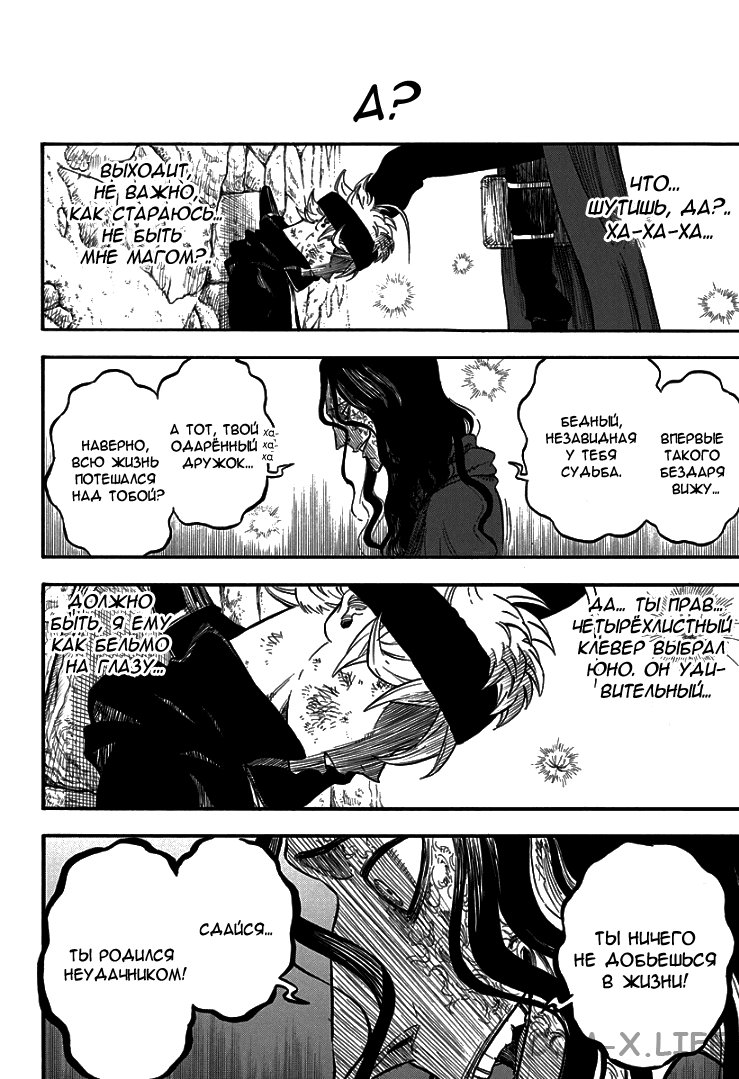 А?
ЧТО...
ШУТИШЬ, ДА?..
ХА-ХА-ХА...
ВЫХОДИТ,
НЕ ВАЖНО,
КАК СТАРАЮСЬ...
НЕ БЫТЬ
МНЕ МАГОМ?..
ВПЕРВЫЕ
ТАКОГО
БЕЗДАРЯ
ВИЖУ...
БЕДНЫЙ,
НЕЗАВИДНАЯ
У ТЕБЯ
СУДЬБА.
ха-
ха-
ха
А ТОТ, ТВОЙ
ОДАРЁННЫЙ
ДРУЖОК...
НАВЕРНО,
ВСЮ ЖИЗНЬ
ПОТЕШАЛСЯ
НАД ТОБОЙ?
ДА... ТЫ ПРАВ...
ЧЕТЫРЁХЛИСТНЫЙ
КЛЕВЕР ВЫБРАЛ
ЮНО. ОН УДИ-
ВИТЕЛЬНЫЙ...
ДОЛЖНО
БЫТЬ, Я ЕМУ
КАК БЕЛЬМО
НА ГЛАЗУ...
ТЫ НИЧЕГО
НЕ ДОБЬЕШЬСЯ
В ЖИЗНИ!
СДАЙСЯ...
ТЫ РОДИЛСЯ
НЕУДАЧНИКОМ!